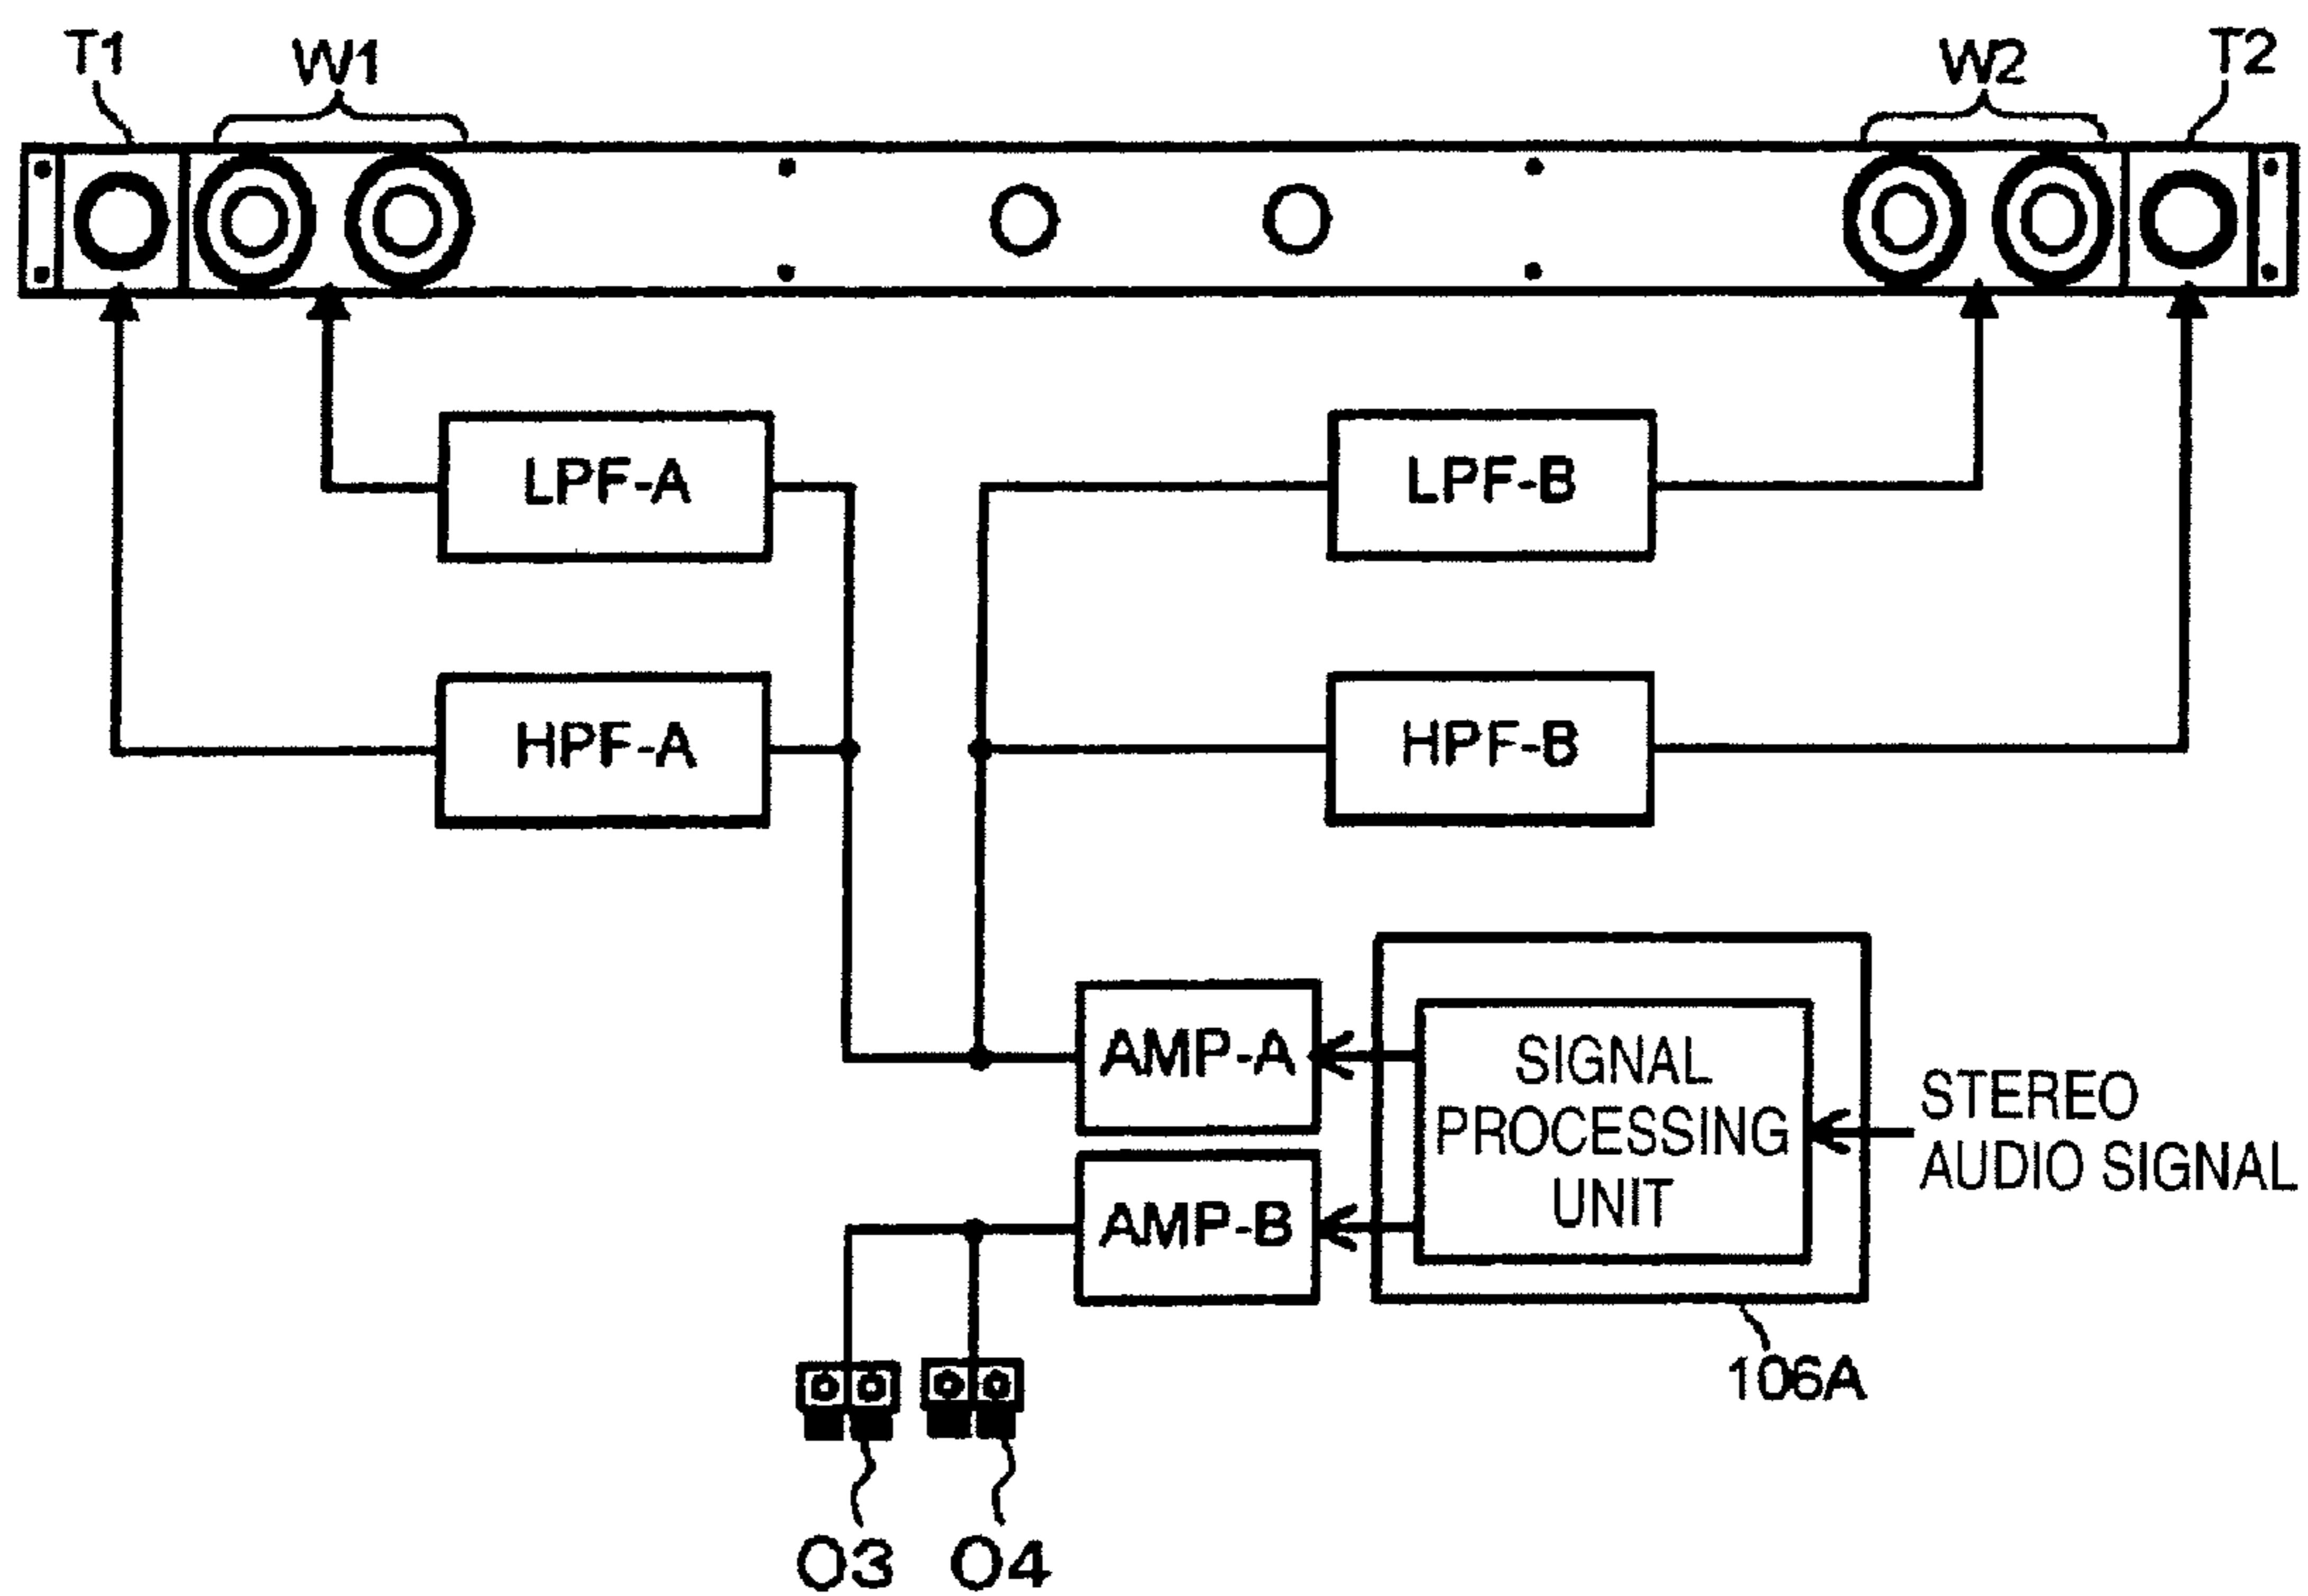 T1
W1
W2
T2
LPF-A
LPF-B
HPF-A
HPF-B
AMP-A
SIGNAL
PROCESSING
UNIT
STEREO
AUDIO SIGNAL
AMP-B
106A
O3
O4